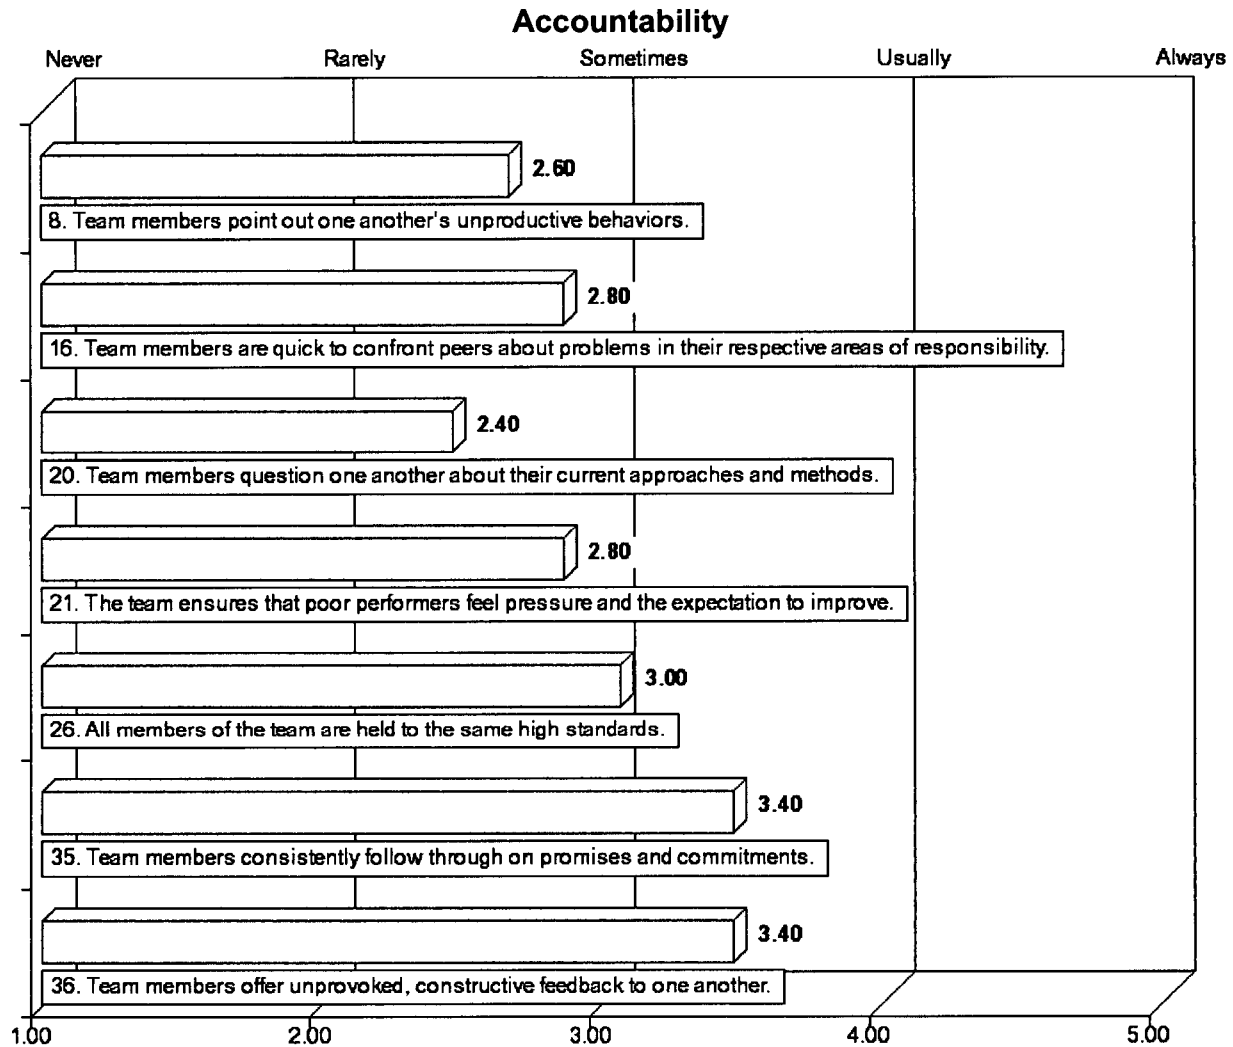 Accountability
Never Rarely Sometimes Usually Always
2.60
8. Team members point out one another's unproductive behaviors.
2.80
16. Team members are quick to confront peers about problems in their respective areas of responsibility.
2.40
20. Team members question one another about their current approaches and methods.
2.80
21. The team ensures that poor performers feel pressure and the expectation to improve.
3.00
26. All members of the team are held to the same high standards.
3.40
35. Team members consistently follow through on promises and commitments.
3.40
36. Team members offer unprovoked, constructive feedback to one another.
1.00 2.00 3.00 4.00 5.00